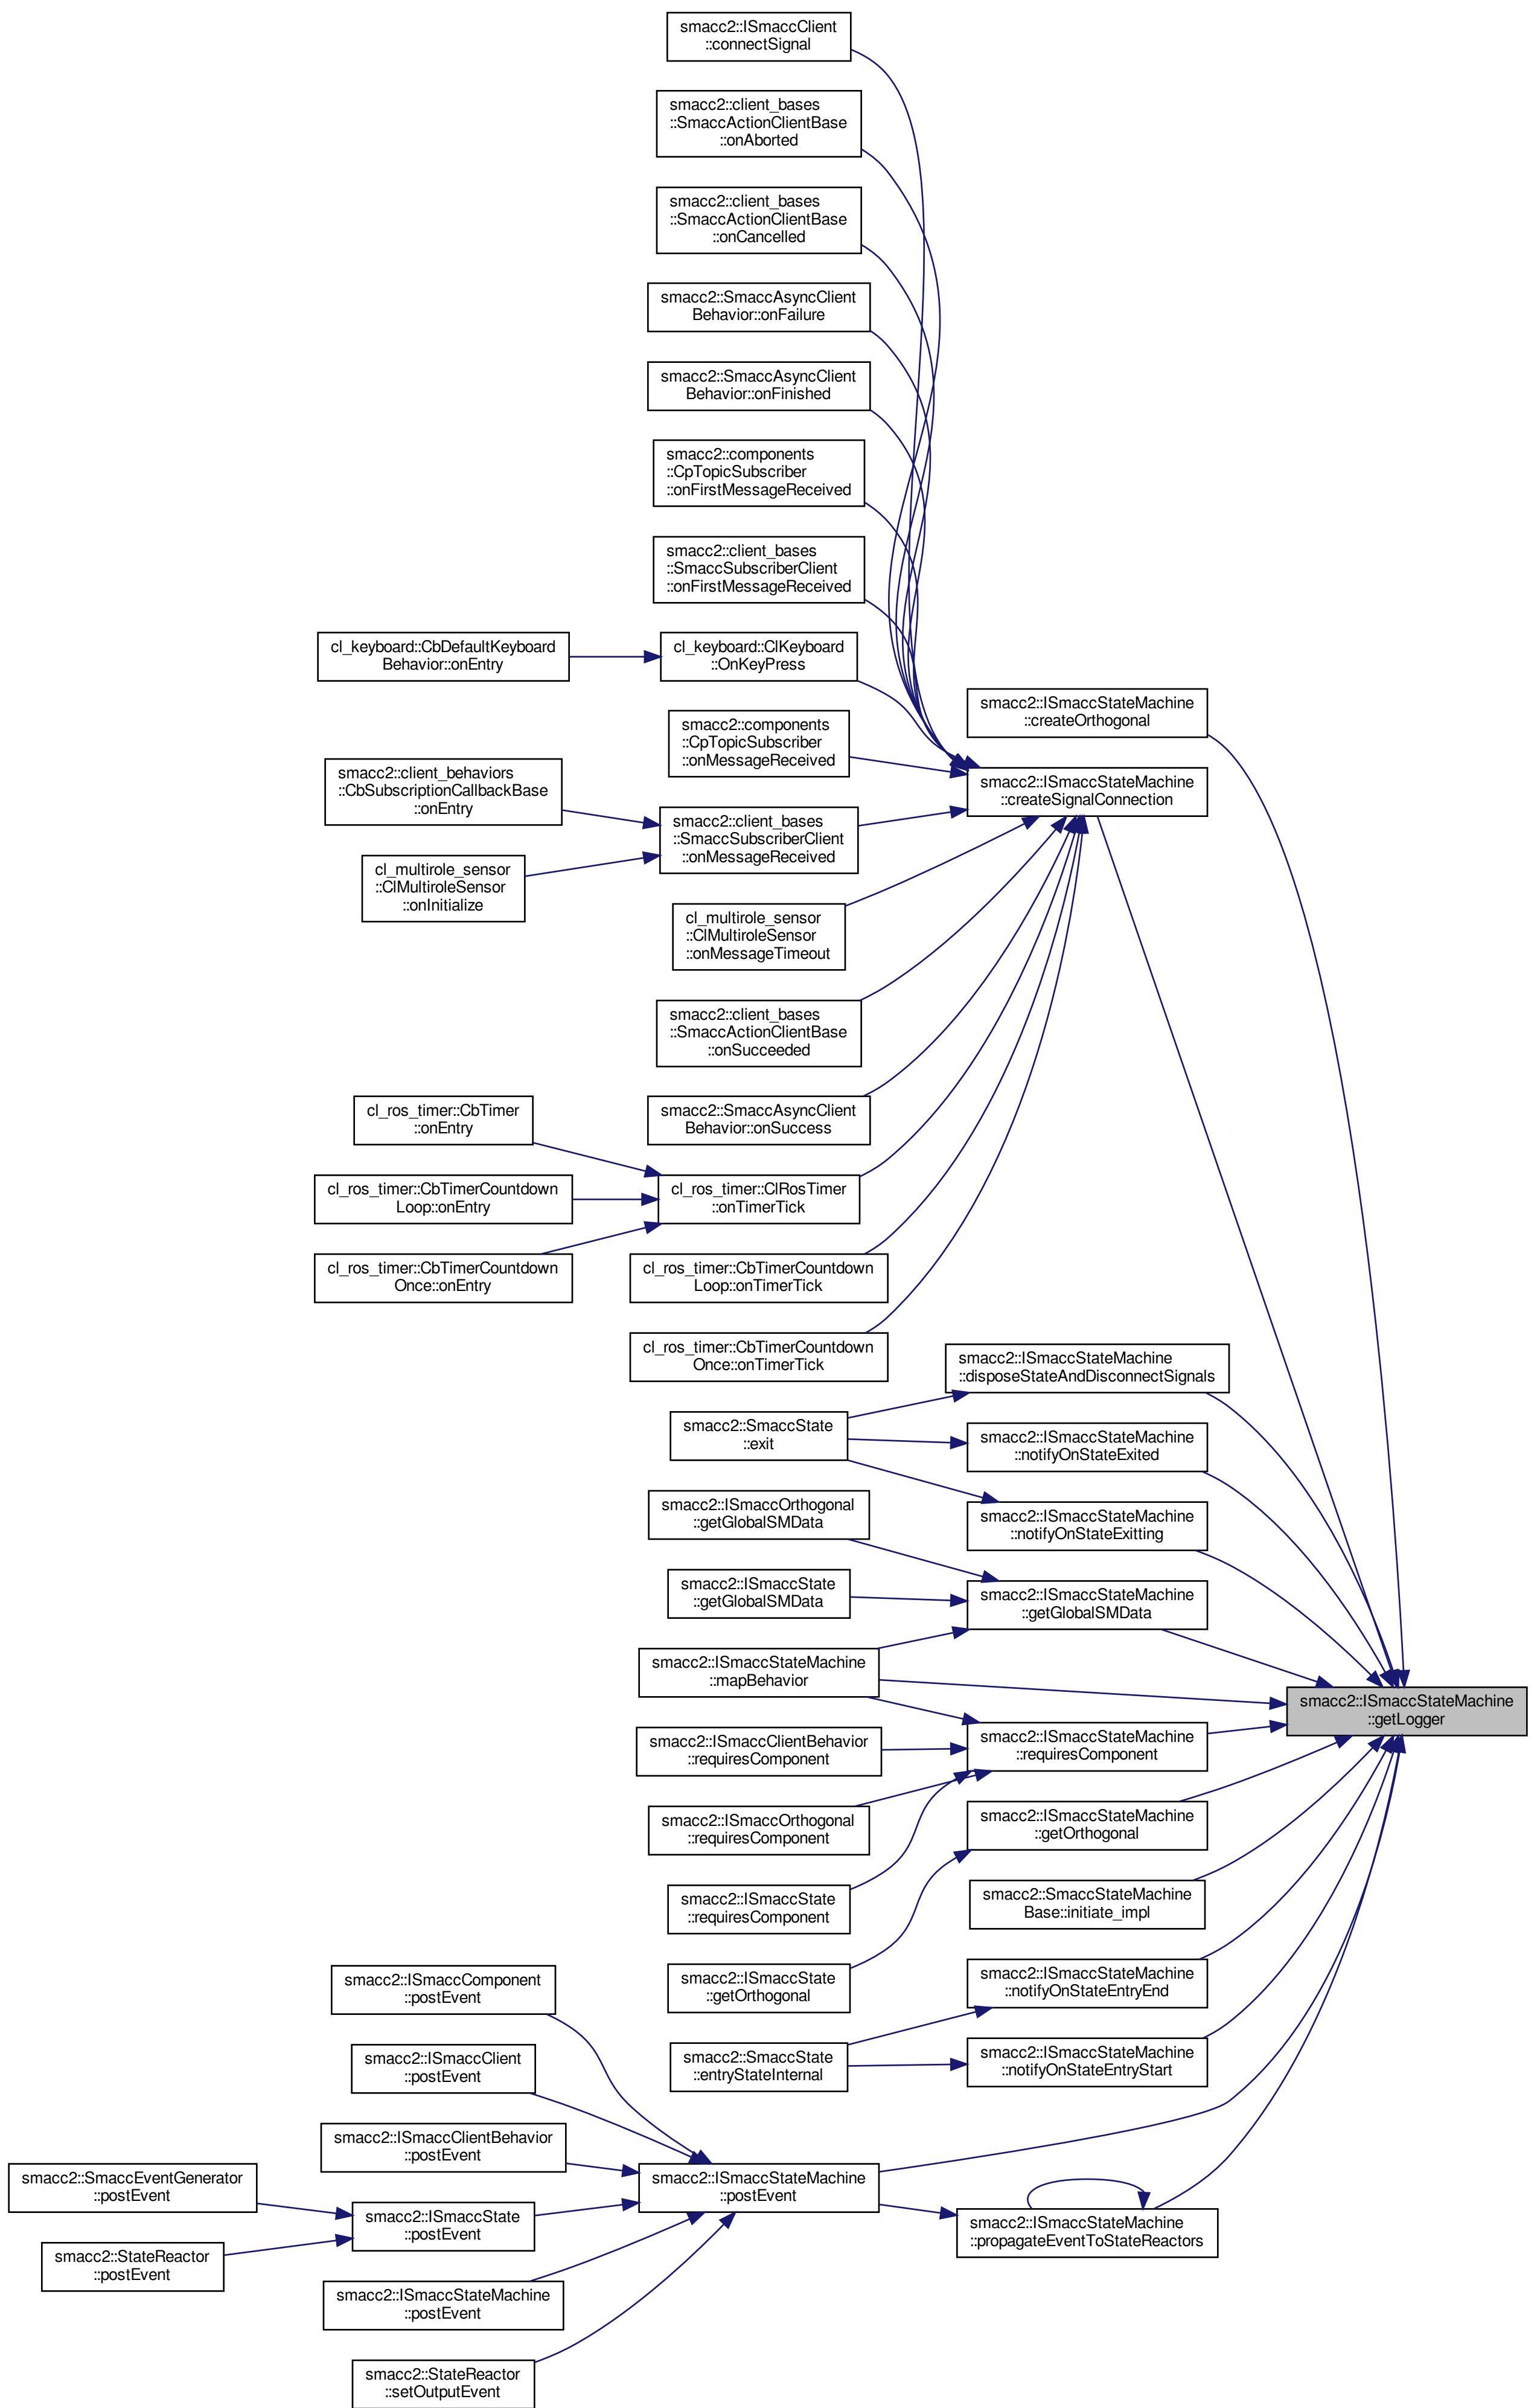 smacc2::ISmaccClient
::connectSignal
smacc2::client_bases
::SmaccActionClientBase
::onAborted
smacc2::client_bases
::SmaccActionClientBase
::onCancelled
smacc2::SmaccAsyncClient
Behavior::onFailure
smacc2::SmaccAsyncClient
Behavior::onFinished
smacc2::components
::CpTopicSubscriber
::onFirstMessageReceived
smacc2::client_bases
::SmaccSubscriberClient
::onFirstMessageReceived
cl_keyboard::CbDefaultKeyboard
Behavior::onEntry
cl_keyboard::ClKeyboard
::OnKeyPress
smacc2::ISmaccStateMachine
::createOrthogonal
smacc2::components
::CpTopicSubscriber
::onMessageReceived
smacc2::client_behaviors
::CbSubscriptionCallbackBase
::onEntry
smacc2::ISmaccStateMachine
::createSignalConnection
smacc2::client_bases
::SmaccSubscriberClient
::onMessageReceived
cl_multirole_sensor
::ClMultiroleSensor
::onInitialize
cl_multirole_sensor
::ClMultiroleSensor
::onMessageTimeout
smacc2::client_bases
::SmaccActionClientBase
::onSucceeded
cl_ros_timer::CbTimer
::onEntry
smacc2::SmaccAsyncClient
Behavior::onSuccess
cl_ros_timer::CbTimerCountdown
Loop::onEntry
cl_ros_timer::ClRosTimer
::onTimerTick
cl_ros_timer::CbTimerCountdown
Once::onEntry
cl_ros_timer::CbTimerCountdown
Loop::onTimerTick
cl_ros_timer::CbTimerCountdown
Once::onTimerTick
smacc2::ISmaccStateMachine
::disposeStateAndDisconnectSignals
smacc2::SmaccState
::exit
smacc2::ISmaccStateMachine
::notifyOnStateExited
smacc2::ISmaccOrthogonal
::getGlobalSMData
smacc2::ISmaccStateMachine
::notifyOnStateExitting
smacc2::ISmaccState
::getGlobalSMData
smacc2::ISmaccStateMachine
::getGlobalSMData
smacc2::ISmaccStateMachine
::mapBehavior
smacc2::ISmaccStateMachine
::getLogger
smacc2::ISmaccClientBehavior
::requiresComponent
smacc2::ISmaccStateMachine
::requiresComponent
smacc2::ISmaccOrthogonal
::requiresComponent
smacc2::ISmaccStateMachine
::getOrthogonal
smacc2::ISmaccState
::requiresComponent
smacc2::SmaccStateMachine
Base::initiate_impl
smacc2::ISmaccState
::getOrthogonal
smacc2::ISmaccStateMachine
::notifyOnStateEntryEnd
smacc2::ISmaccComponent
::postEvent
smacc2::SmaccState
::entryStateInternal
smacc2::ISmaccStateMachine
::notifyOnStateEntryStart
smacc2::ISmaccClient
::postEvent
smacc2::ISmaccClientBehavior
::postEvent
smacc2::SmaccEventGenerator
::postEvent
smacc2::ISmaccStateMachine
::postEvent
smacc2::ISmaccState
::postEvent
smacc2::ISmaccStateMachine
::propagateEventToStateReactors
smacc2::StateReactor
::postEvent
smacc2::ISmaccStateMachine
::postEvent
smacc2::StateReactor
::setOutputEvent